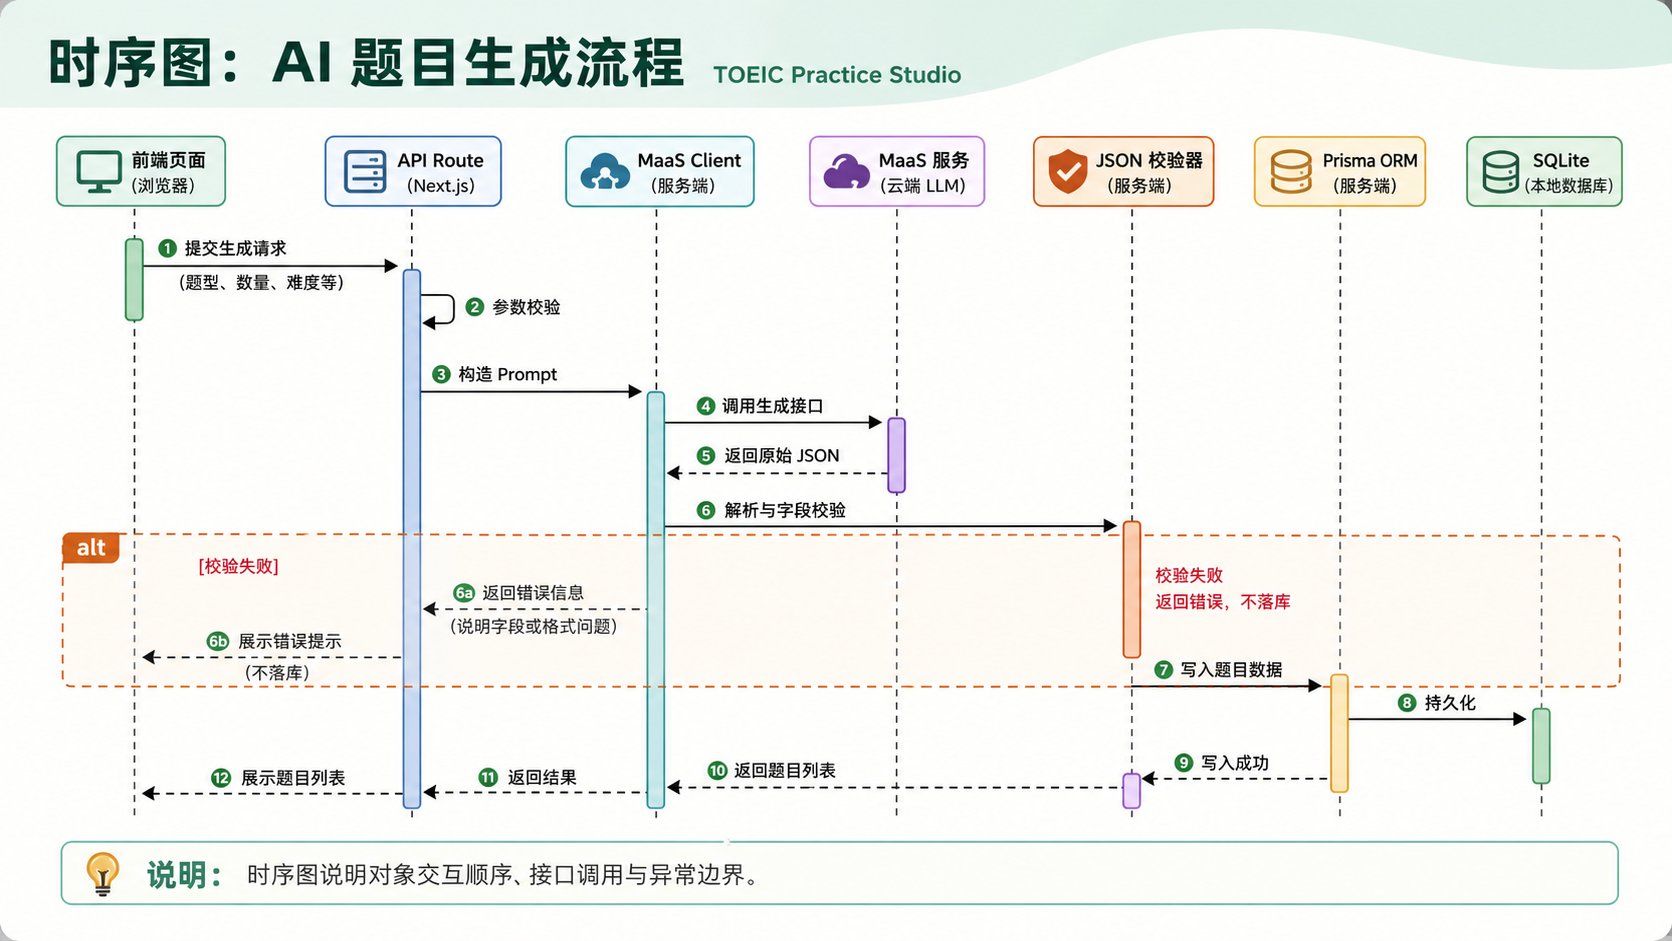 时序图：AI 题目生成流程 TOEIC Practice Studio
前端页面
(浏览器)
API Route
(Next.js)
MaaS Client
(服务端)
MaaS 服务
(云端 LLM)
JSON 校验器
(服务端)
Prisma ORM
(服务端)
SQLite
(本地数据库)
1 提交生成请求
(题型、数量、难度等)
2 参数校验
3 构造 Prompt
4 调用生成接口
5 返回原始 JSON
6 解析与字段校验
alt
[校验失败]
校验失败
返回错误，不落库
6a 返回错误信息
(说明字段或格式问题)
6b 展示错误提示
(不落库)
7 写入题目数据
8 持久化
9 写入成功
10 返回题目列表
11 返回结果
12 展示题目列表
说明： 时序图说明对象交互顺序、接口调用与异常边界。